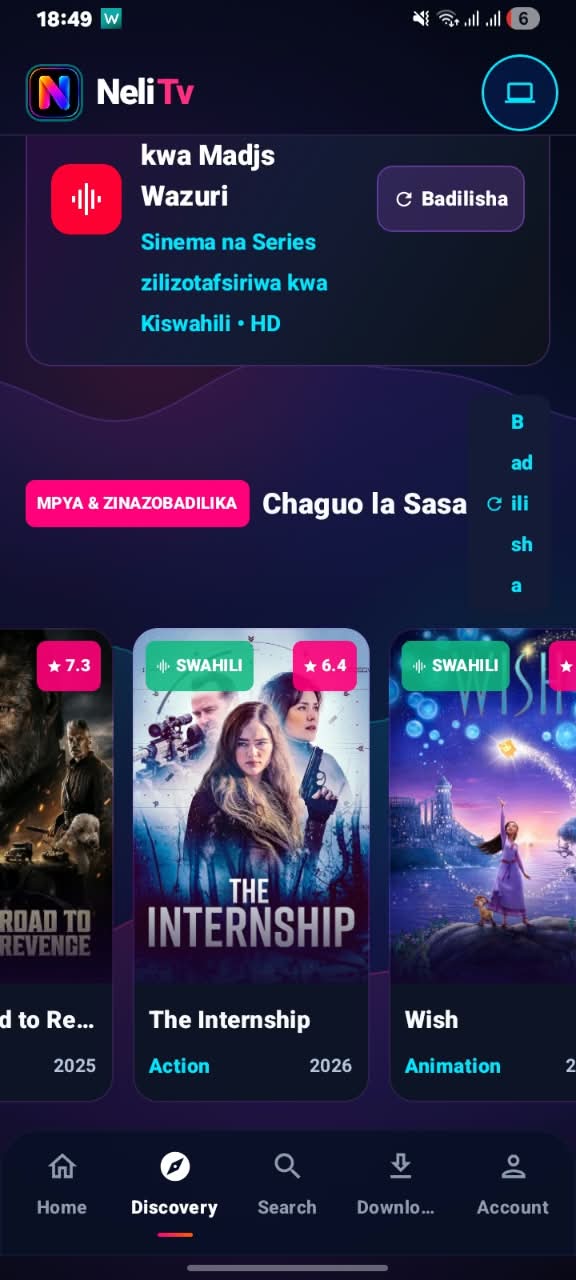 18:49 W 6
NeliTv
kwa Madjs
Wazuri
Badilisha
Sinema na Series
zilizotafsiriwa kwa
Kiswahili • HD
MPYA & ZINAZOBADILIKA
Chaguo la Sasa
B
ad
ili
sh
a
7.3
SWAHILI
6.4
SWAHILI
WISH
ROAD TO
REVENGE
THE
INTERNSHIP
d to Re...
2025
The Internship
Action
2026
Wish
Animation
2
Home
Discovery
Search
Downlo...
Account